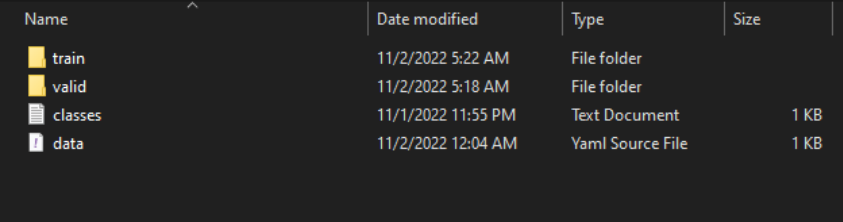 Name Date modified Type Size
train 11/2/2022 5:22 AM File folder
valid 11/2/2022 5:18 AM File folder
classes 11/1/2022 11:55 PM Text Document 1 KB
data 11/2/2022 12:04 AM Yaml Source File 1 KB